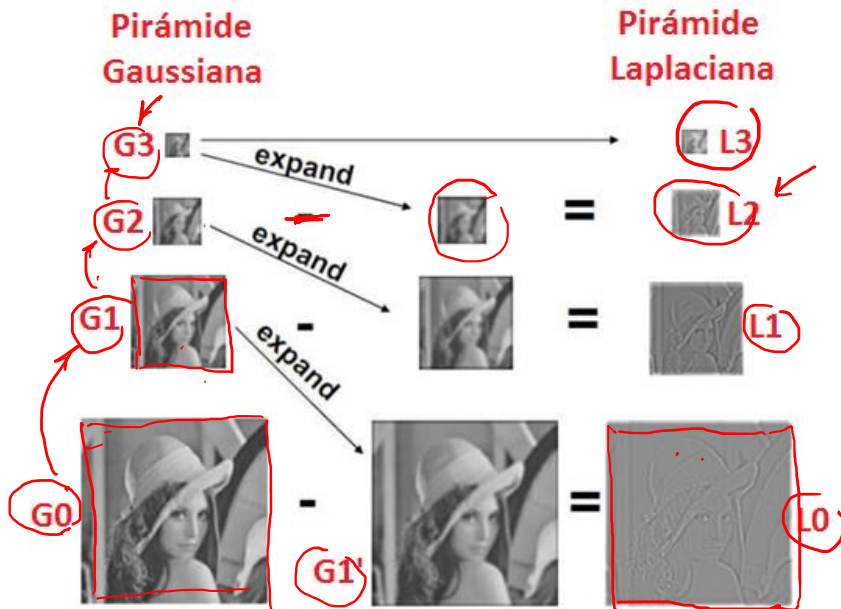 Pirámide
Gaussiana
Pirámide
Laplaciana
G3
L3
expand
G2
-
=
L2
expand
G1
-
=
L1
expand
G0
-
=
L0
G1'